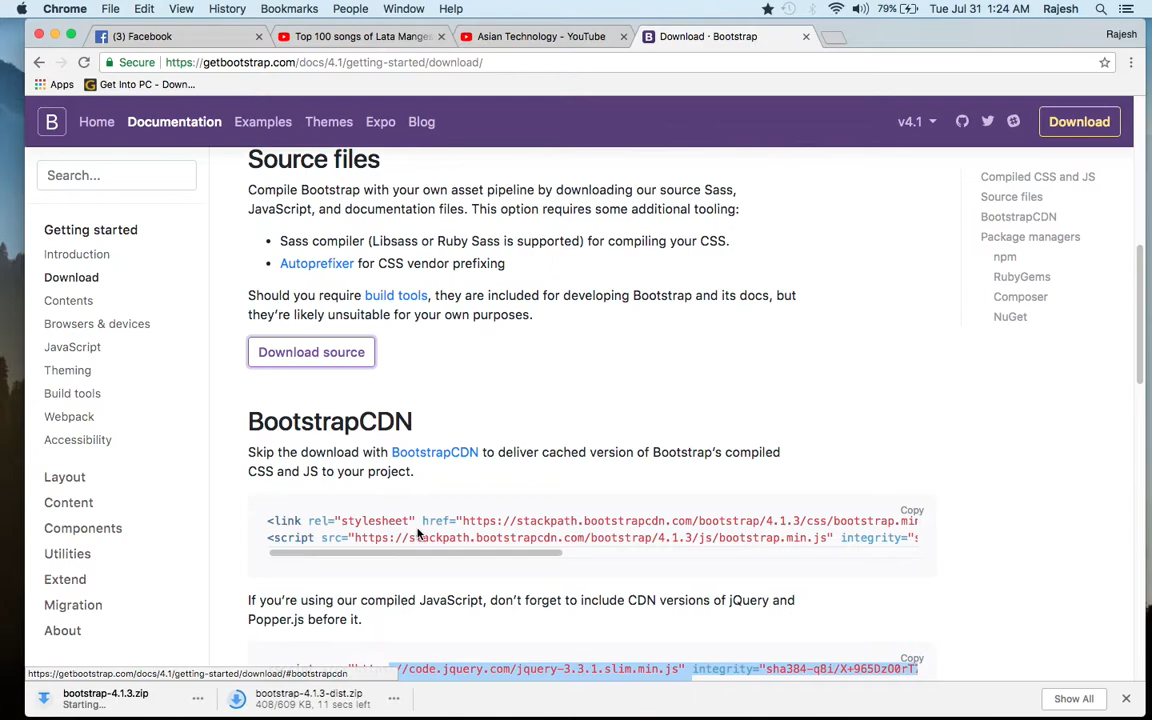 Chrome File Edit View History Bookmarks People Window Help 79% Tue Jul 31 1:24 AM Rajesh
(3) Facebook Top 100 songs of Lata Manges Asian Technology - YouTube Download · Bootstrap Rajesh
Secure https://getbootstrap.com/docs/4.1/getting-started/download/
Apps Get Into PC - Down...
B Home Documentation Examples Themes Expo Blog v4.1 Download
Search...
Getting started
Introduction
Download
Contents
Browsers & devices
JavaScript
Theming
Build tools
Webpack
Accessibility
Layout
Content
Components
Utilities
Extend
Migration
About
Source files
Compile Bootstrap with your own asset pipeline by downloading our source Sass,
JavaScript, and documentation files. This option requires some additional tooling:
• Sass compiler (Libsass or Ruby Sass is supported) for compiling your CSS.
• Autoprefixer for CSS vendor prefixing
Should you require build tools, they are included for developing Bootstrap and its docs, but
they're likely unsuitable for your own purposes.
Download source
BootstrapCDN
Skip the download with BootstrapCDN to deliver cached version of Bootstrap's compiled
CSS and JS to your project.
Copy
<link rel="stylesheet" href="https://stackpath.bootstrapcdn.com/bootstrap/4.1.3/css/bootstrap.min
<script src="https://stackpath.bootstrapcdn.com/bootstrap/4.1.3/js/bootstrap.min.js" integrity="s
If you're using our compiled JavaScript, don't forget to include CDN versions of jQuery and
Popper.js before it.
Copy
//code.jquery.com/jquery-3.3.1.slim.min.js" integrity="sha384-q8i/X+965DzO0rT
Compiled CSS and JS
Source files
BootstrapCDN
Package managers
npm
RubyGems
Composer
NuGet
https://getbootstrap.com/docs/4.1/getting-started/download/#bootstrapcdn
bootstrap-4.1.3.zip
Starting...
bootstrap-4.1.3-dist.zip
408/609 KB, 11 secs left
Show All